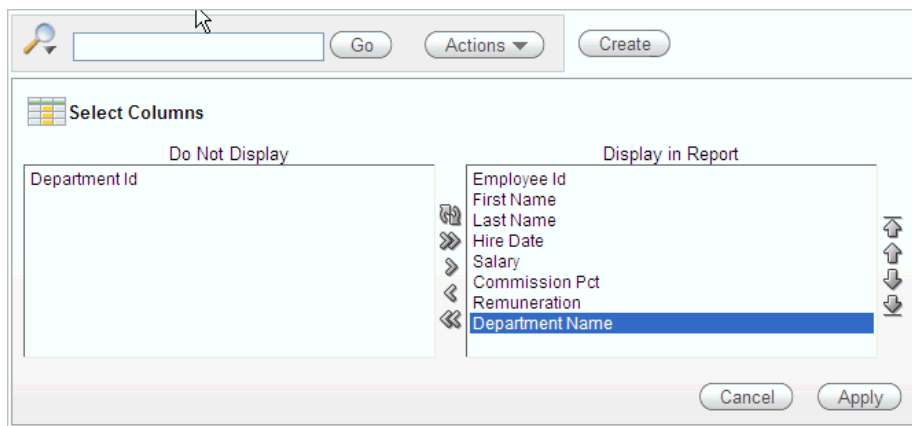 Go
Actions
Create
Select Columns
Do Not Display
Display in Report
Department Id
Employee Id
First Name
Last Name
Hire Date
Salary
Commission Pct
Remuneration
Department Name
Cancel
Apply